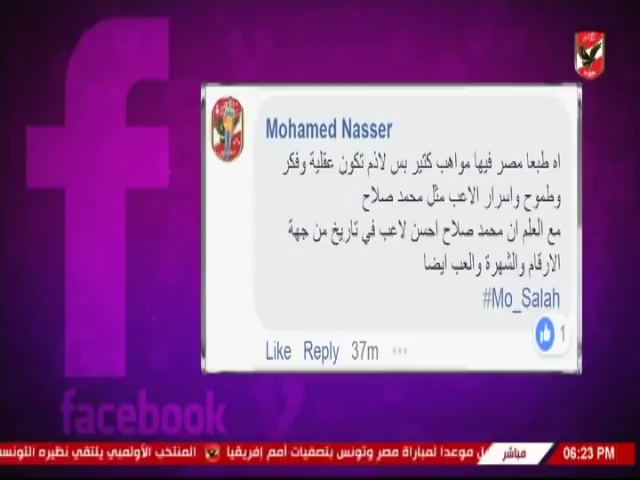 Mohamed Nasser
اه طبعا مصر فيها مواهب كتير بس لاذم تكون عقلية وفكر
وطموح واسرار الاعب مثل محمد صلاح
مع العلم ان محمد صلاح احسن لاعب في تاريخ من جهة
الارقام والشهرة والعب ايضا
#Mo_Salah
1
Like Reply 37m
facebook
06:23 PM مباشر ل موعدا لمباراة مصر وتونس بتصفيات أمم إفريقيا المنتخب الأولمبي يلتقي نظيره التونسـ